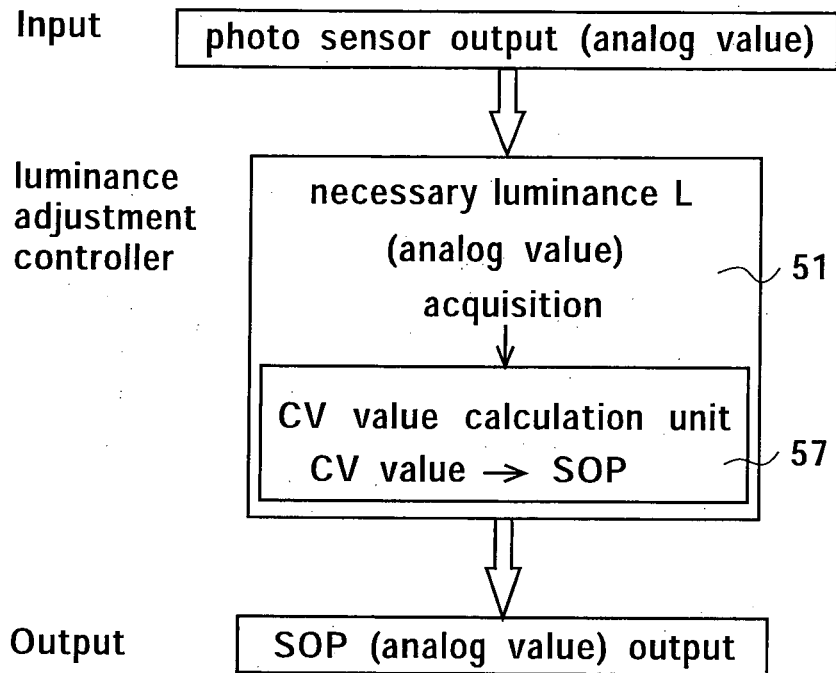 Input
photo sensor output (analog value)
luminance
adjustment
controller
necessary luminance L
(analog value)
acquisition
51
CV value calculation unit
CV value → SOP
57
Output
SOP (analog value) output